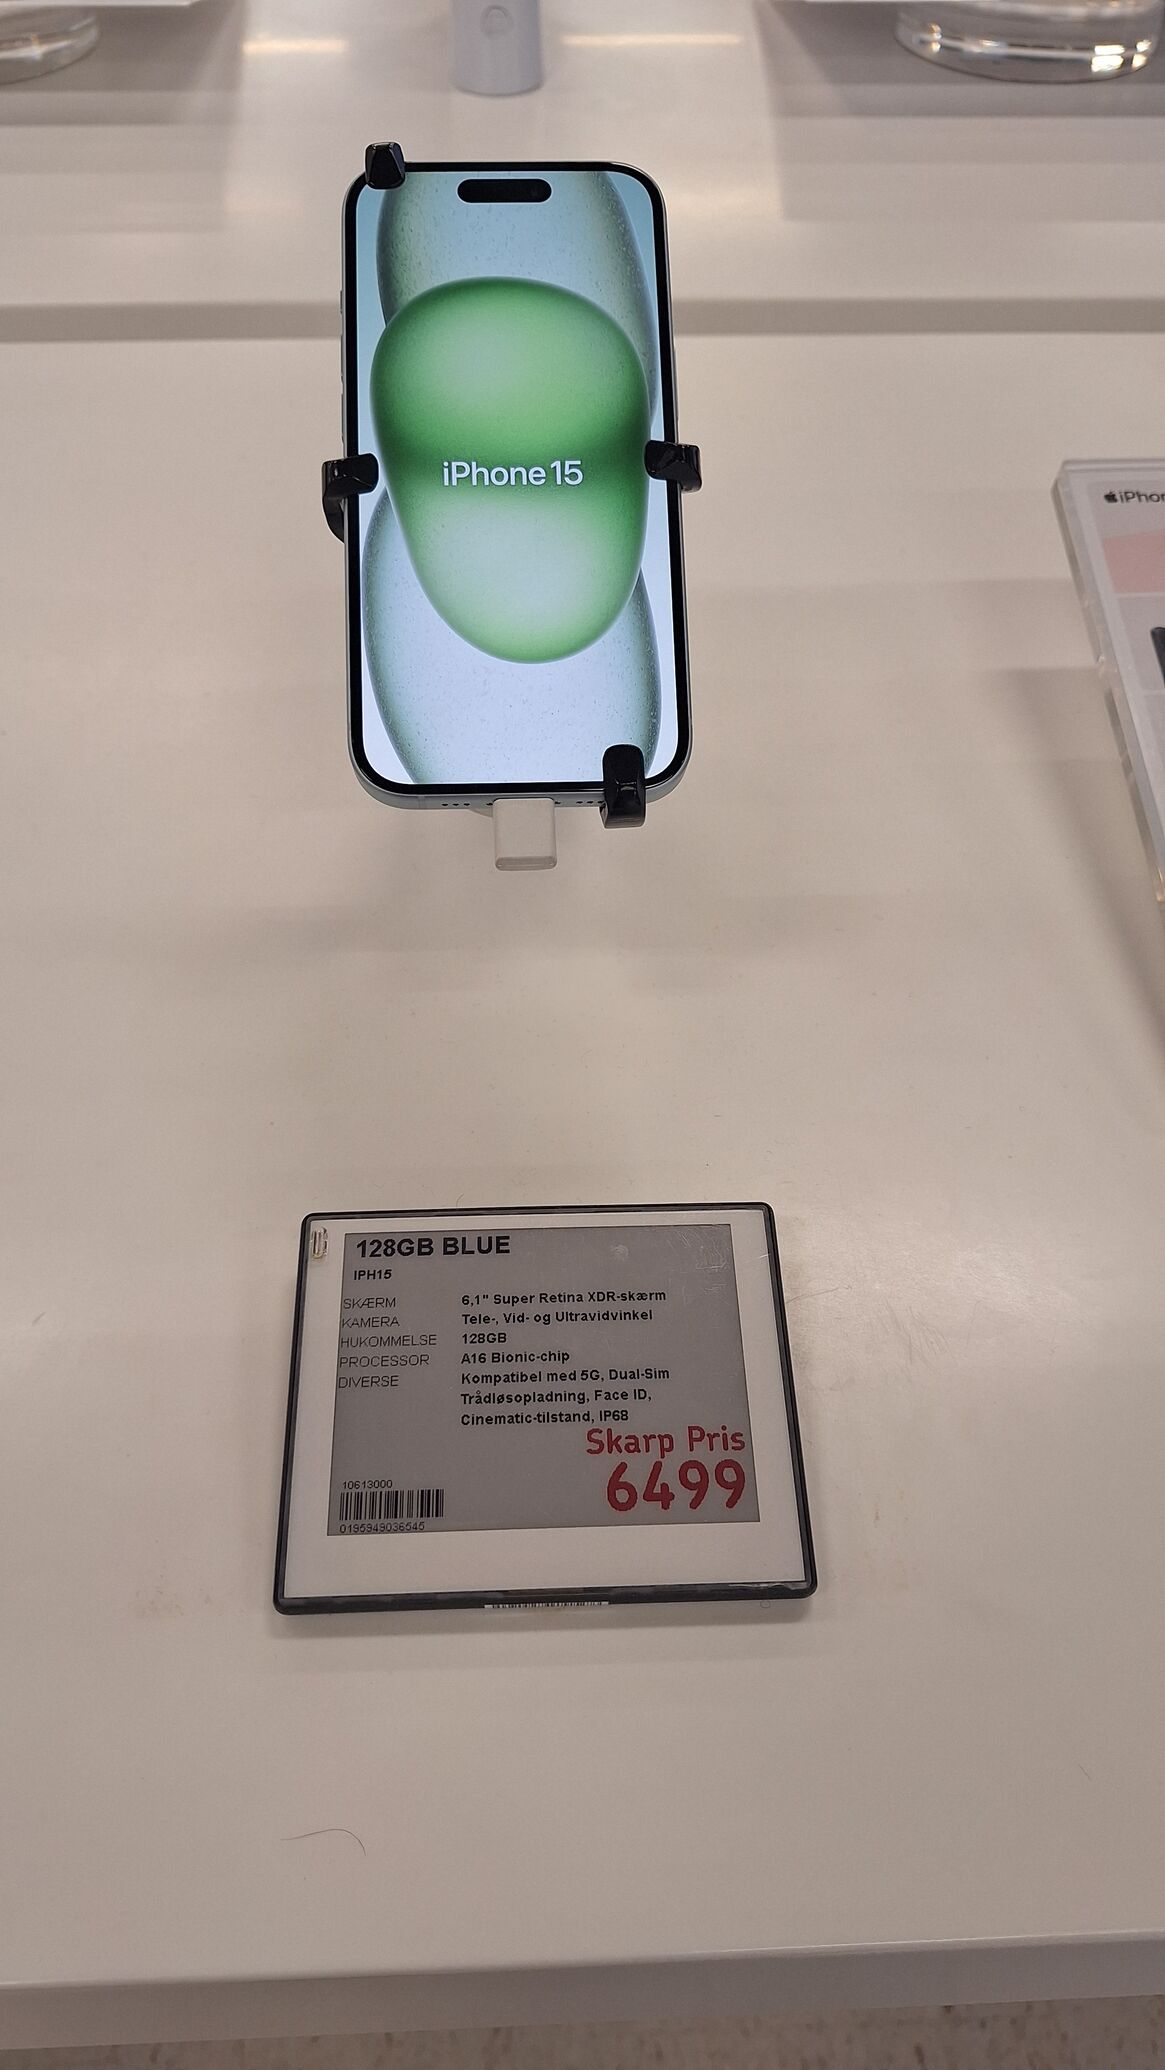 iPhone 15
iPhon
128GB BLUE
IPH15
SKÆRM 6,1" Super Retina XDR-skærm
KAMERA Tele-, Vid- og Ultravidvinkel
HUKOMMELSE 128GB
PROCESSOR A16 Bionic-chip
DIVERSE Kompatibel med 5G, Dual-Sim
Trådløsopladning, Face ID,
Cinematic-tilstand, IP68
Skarp Pris
6499
10613000
0195949036545